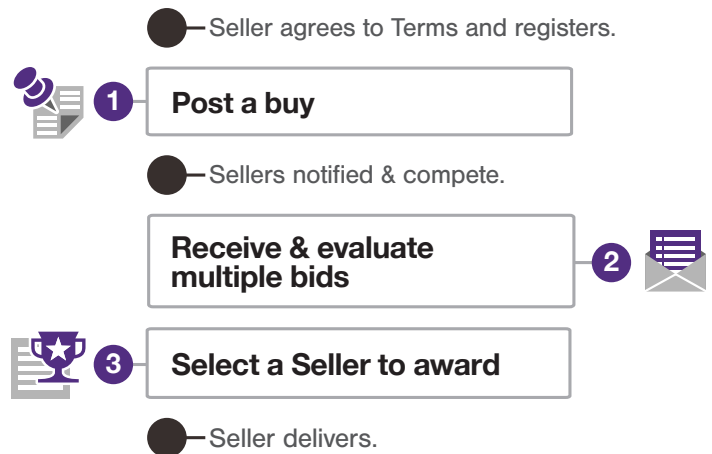 Seller agrees to Terms and registers.
1
Post a buy
Sellers notified & compete.
Receive & evaluate
multiple bids
2
3
Select a Seller to award
Seller delivers.